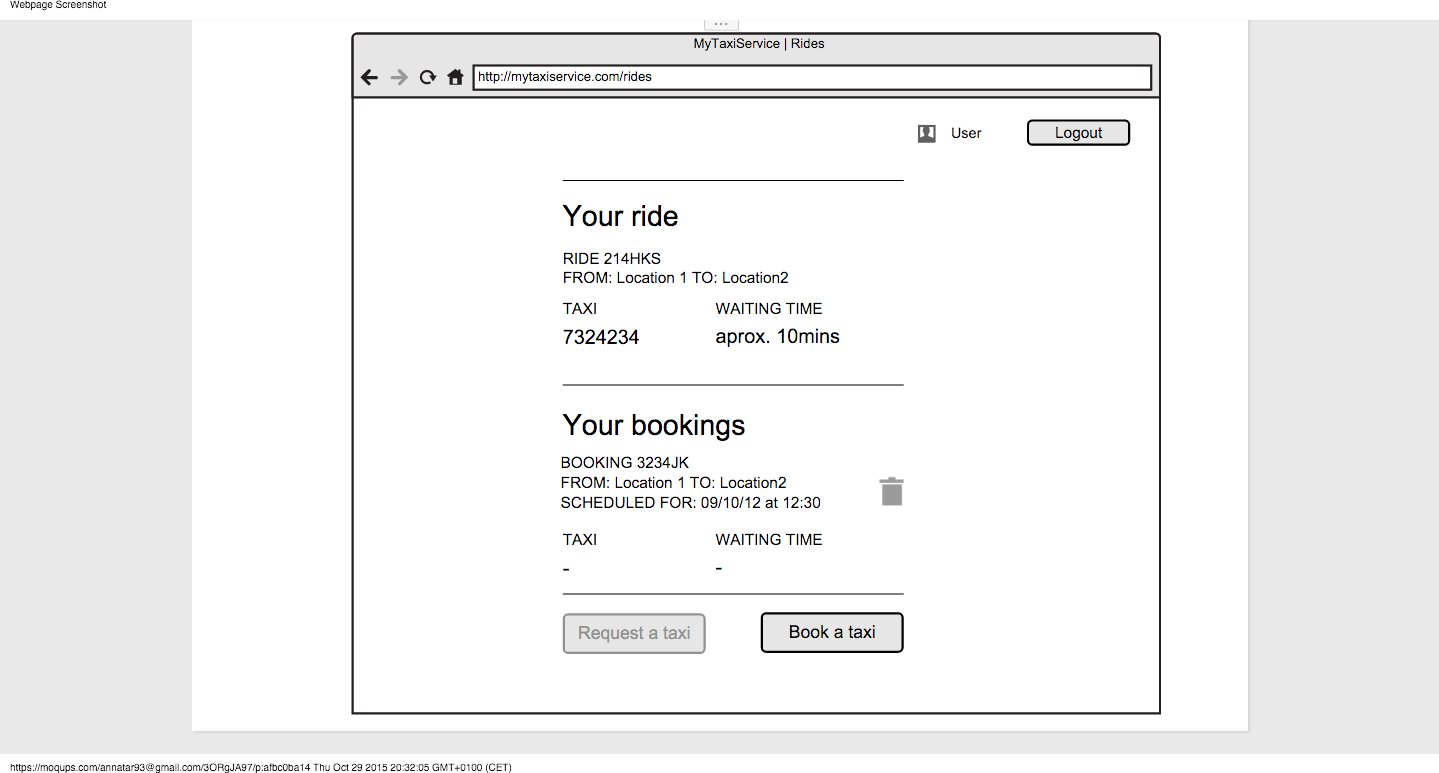 Webpage Screenshot
MyTaxiService | Rides
http://mytaxiservice.com/rides
User
Logout
Your ride
RIDE 214HKS
FROM: Location 1 TO: Location2
TAXI WAITING TIME
7324234 aprox. 10mins
Your bookings
BOOKING 3234JK
FROM: Location 1 TO: Location2
SCHEDULED FOR: 09/10/12 at 12:30
TAXI WAITING TIME
- -
Request a taxi Book a taxi
https://moqups.com/annatar93@gmail.com/3ORgJA97/p:afbc0ba14 Thu Oct 29 2015 20:32:05 GMT+0100 (CET)